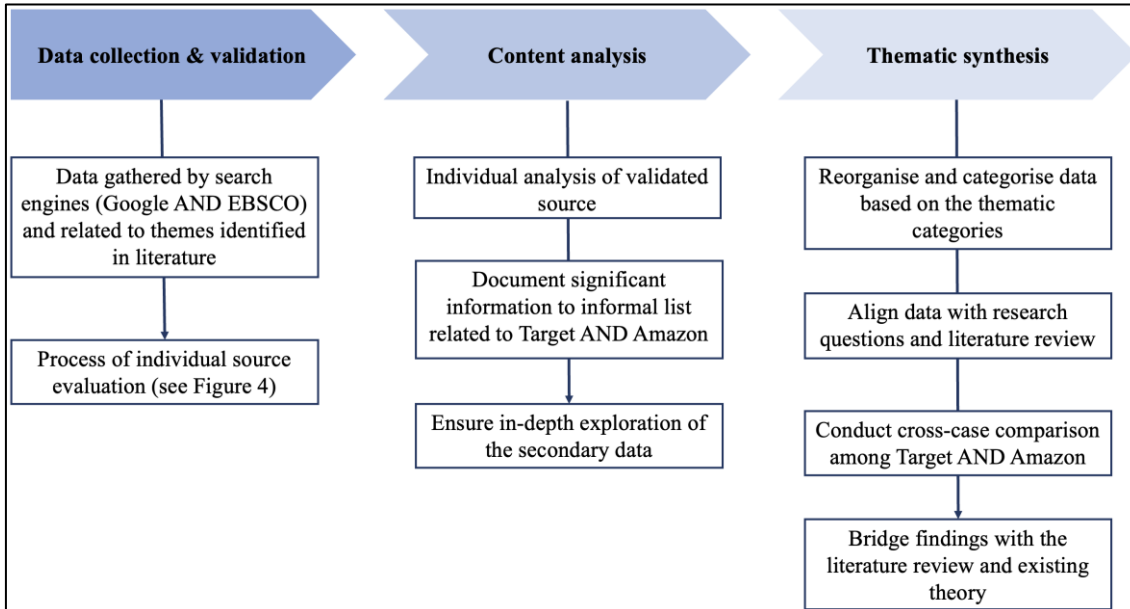 Data collection & validation
Content analysis
Thematic synthesis
Data gathered by search
engines (Google AND EBSCO)
and related to themes identified
in literature
Process of individual source
evaluation (see Figure 4)
Individual analysis of validated
source
Document significant
information to informal list
related to Target AND Amazon
Ensure in-depth exploration of
the secondary data
Reorganise and categorise data
based on the thematic
categories
Align data with research
questions and literature review
Conduct cross-case comparison
among Target AND Amazon
Bridge findings with the
literature review and existing
theory